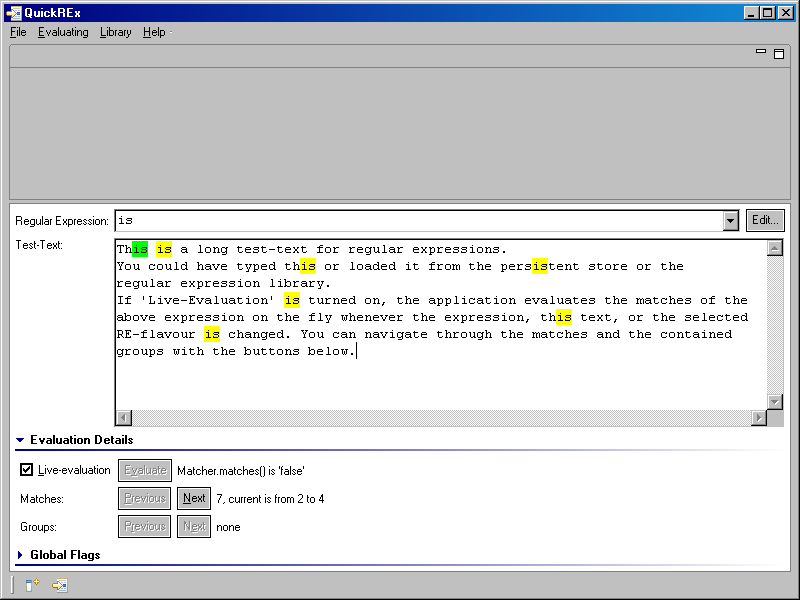 QuickREx
File Evaluating Library Help
Regular Expression: is Edit...
Test-Text:
This is a long test-text for regular expressions.
You could have typed this or loaded it from the persistent store or the
regular expression library.
If 'Live-Evaluation' is turned on, the application evaluates the matches of the
above expression on the fly whenever the expression, this text, or the selected
RE-flavour is changed. You can navigate through the matches and the contained
groups with the buttons below.
Evaluation Details
Live-evaluation Evaluate Matcher.matches() is 'false'
Matches: Previous Next 7, current is from 2 to 4
Groups: Previous Next none
Global Flags